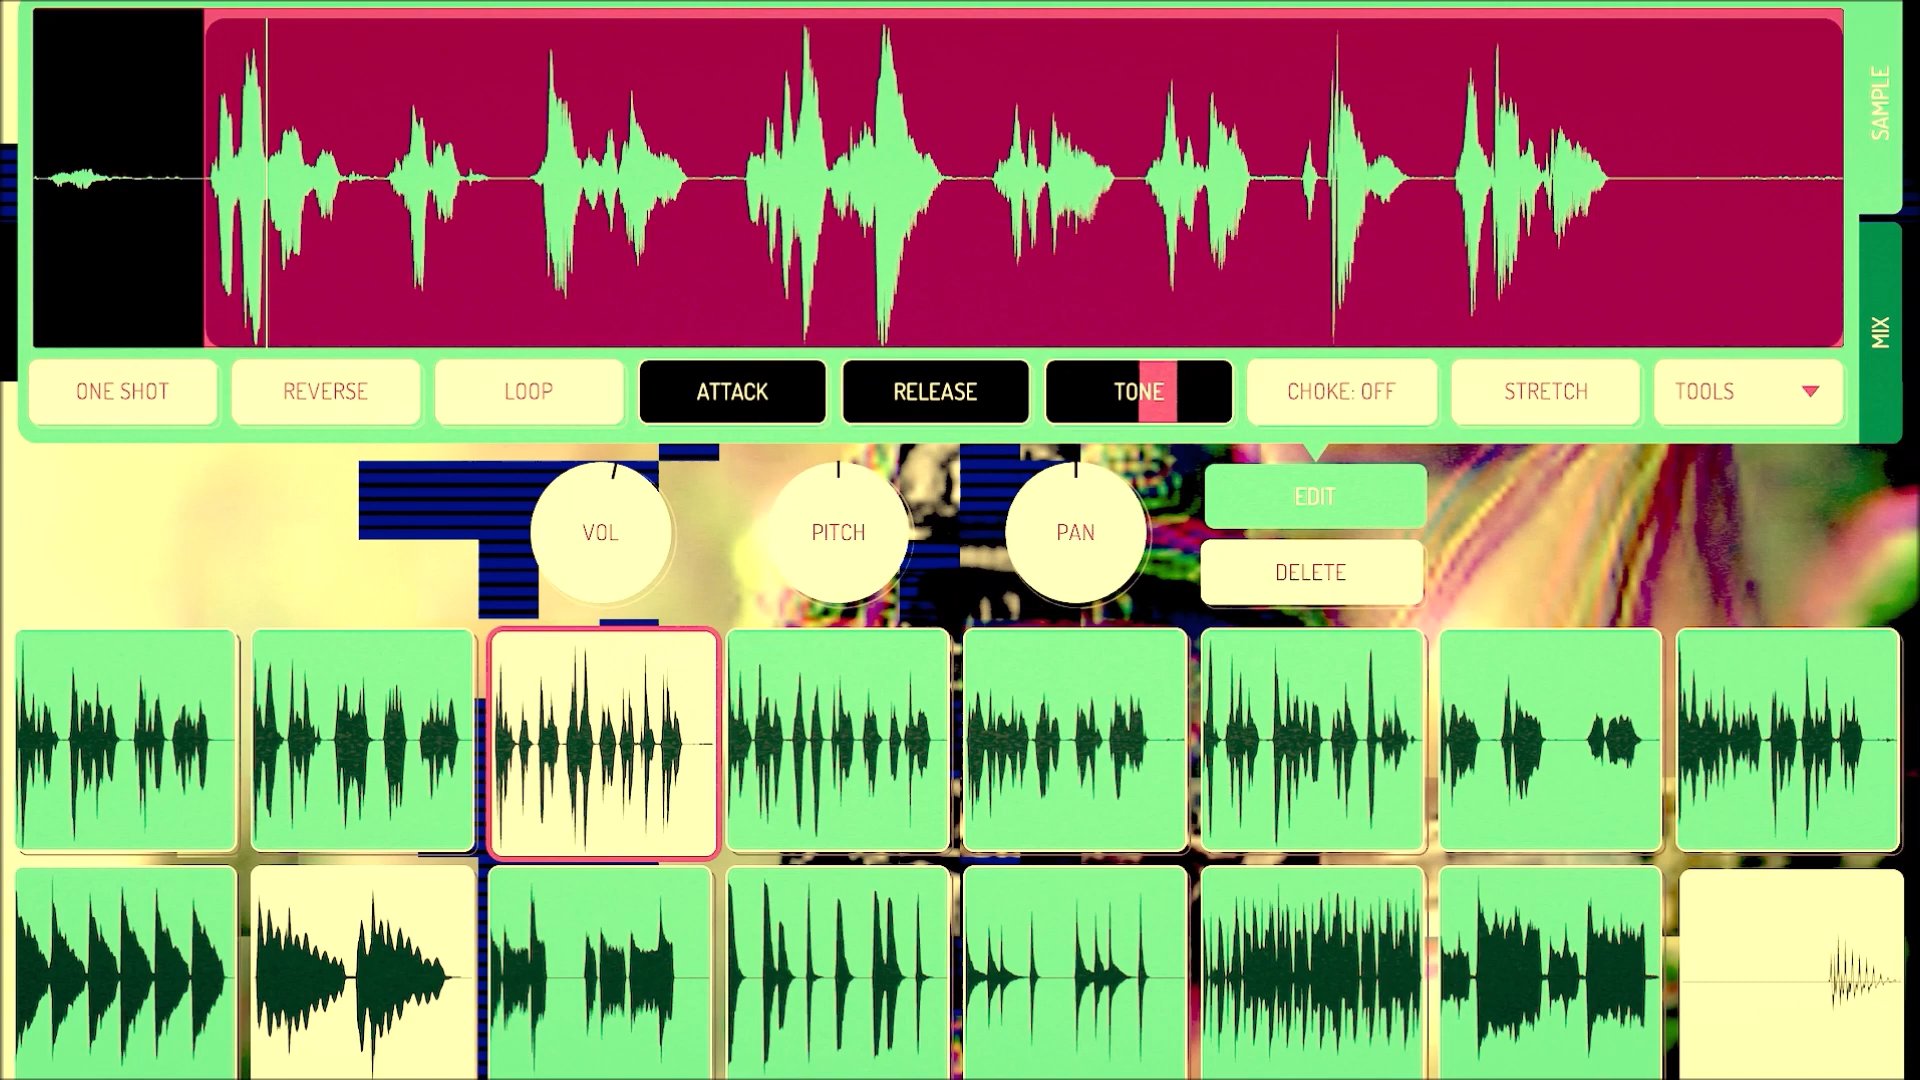 SAMPLE
MIX
ONE SHOT
REVERSE
LOOP
ATTACK
RELEASE
TONE
CHOKE: OFF
STRETCH
TOOLS
VOL
PITCH
PAN
EDIT
DELETE